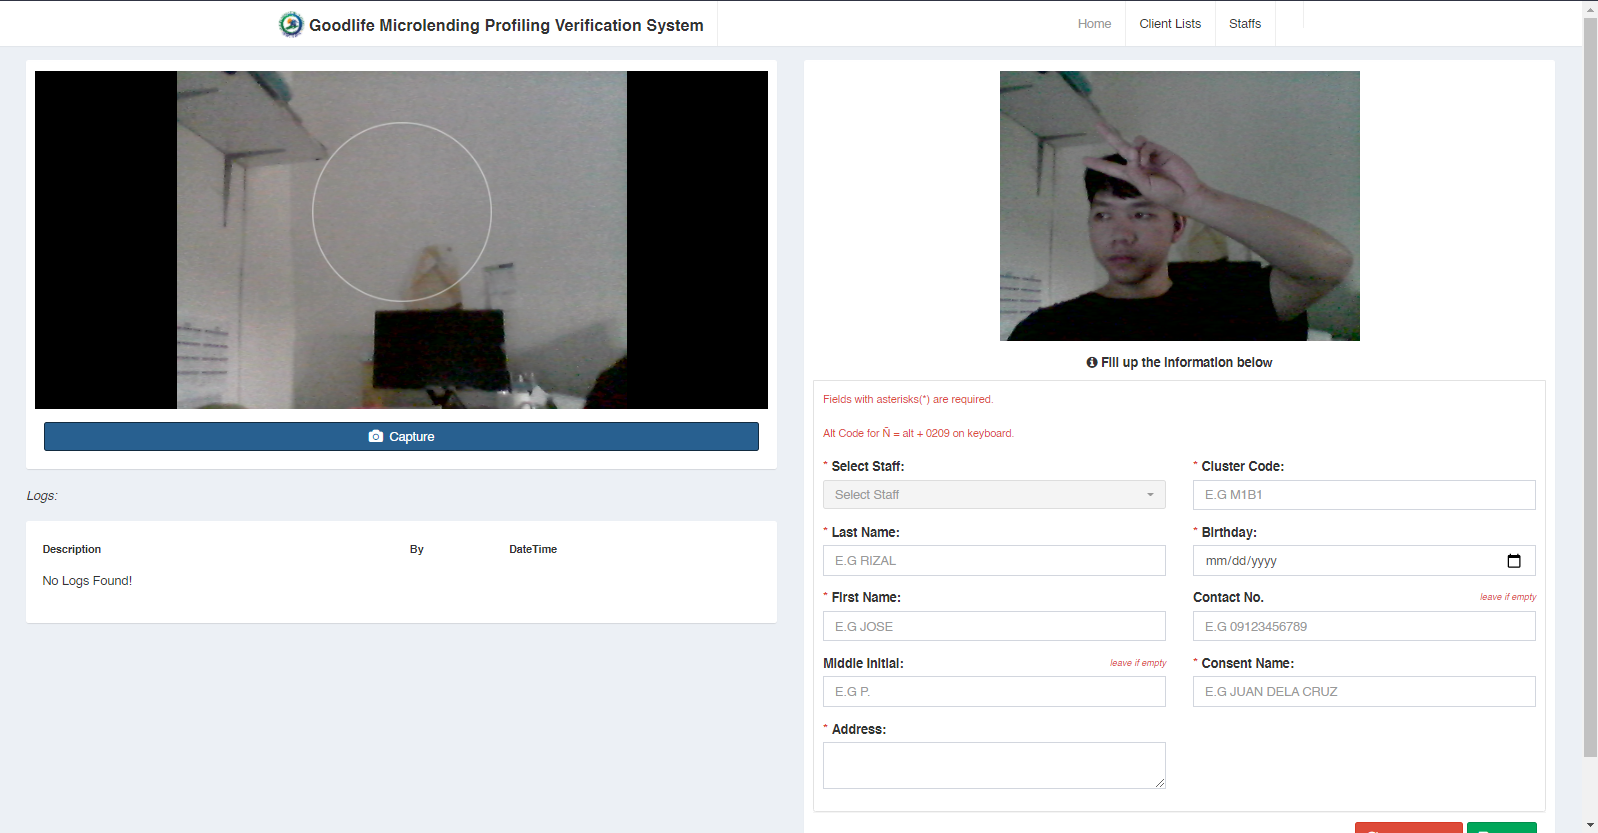 Goodlife Microlending Profiling Verification System
Home
Client Lists
Staffs
Capture
Logs:
Description By DateTime
No Logs Found!
Fill up the information below
Fields with asterisks(*) are required.
Alt Code for Ñ = alt + 0209 on keyboard.
* Select Staff:
Select Staff
* Cluster Code:
E.G M1B1
* Last Name:
E.G RIZAL
* Birthday:
mm/dd/yyyy
* First Name:
E.G JOSE
Contact No. leave if empty
E.G 09123456789
Middle Initial: leave if empty
E.G P.
* Consent Name:
E.G JUAN DELA CRUZ
* Address: